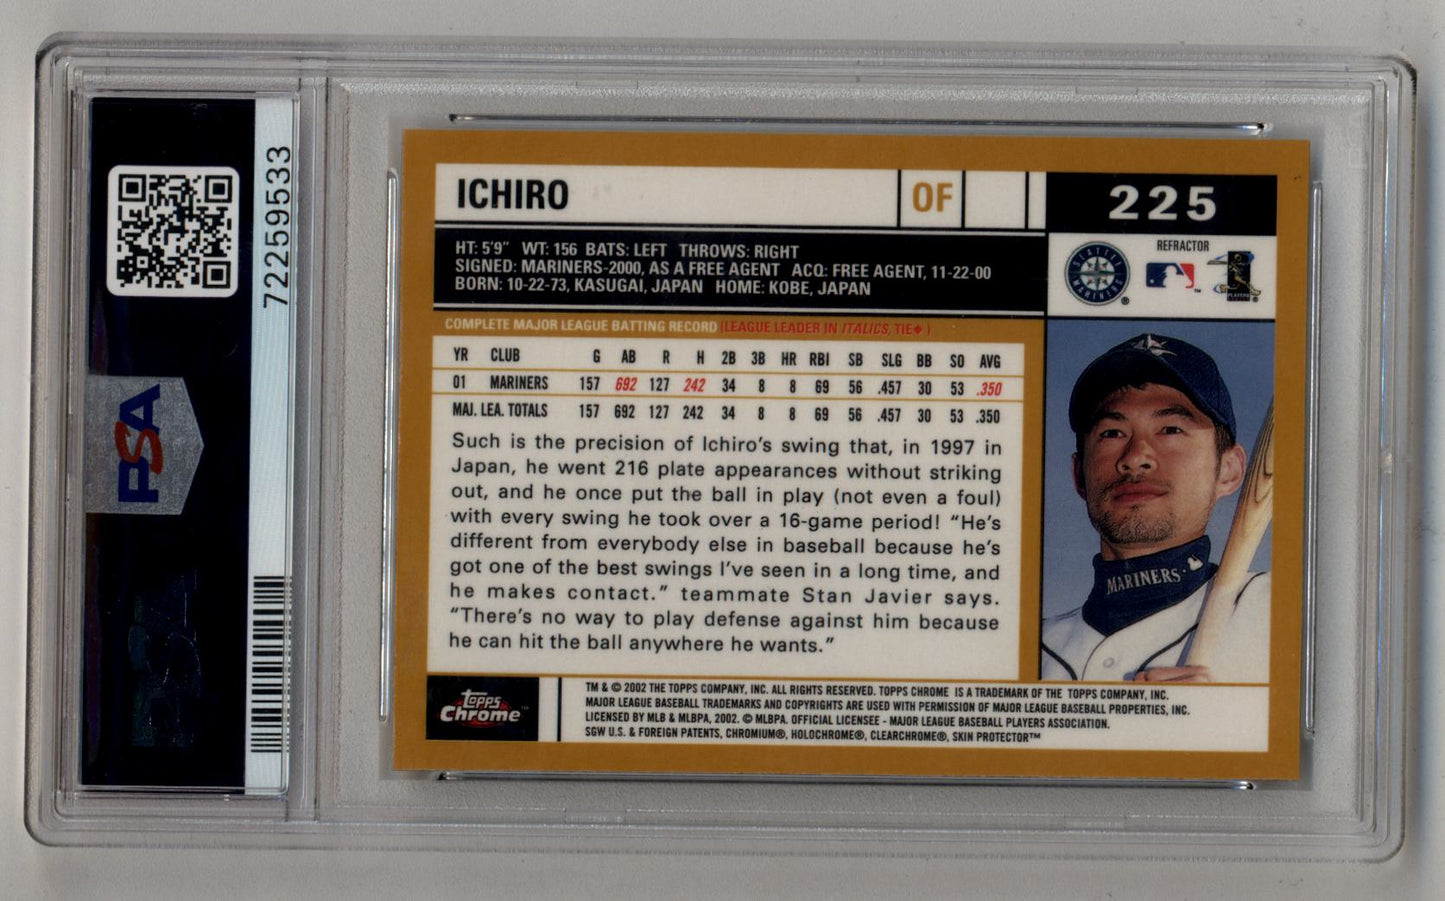 72259533
PSA
ICHIRO
OF
225
HT: 5'9" WT: 156 BATS: LEFT THROWS: RIGHT
SIGNED: MARINERS-2000, AS A FREE AGENT ACQ: FREE AGENT, 11-22-00
BORN: 10-22-73, KASUGAI, JAPAN HOME: KOBE, JAPAN
REFRACTOR
SEATTLE MARINERS
PLAYERS
COMPLETE MAJOR LEAGUE BATTING RECORD (LEAGUE LEADER IN ITALICS, TIE◆)
YR CLUB G AB R H 2B 3B HR RBI SB SLG BB SO AVG
01 MARINERS 157 692 127 242 34 8 8 69 56 .457 30 53 .350
MAJ. LEA. TOTALS 157 692 127 242 34 8 8 69 56 .457 30 53 .350
Such is the precision of Ichiro's swing that, in 1997 in
Japan, he went 216 plate appearances without striking
out, and he once put the ball in play (not even a foul)
with every swing he took over a 16-game period! "He's
different from everybody else in baseball because he's
got one of the best swings I've seen in a long time, and
he makes contact." teammate Stan Javier says.
"There's no way to play defense against him because
he can hit the ball anywhere he wants."
MARINERS
Topps Chrome™
TM & © 2002 THE TOPPS COMPANY, INC. ALL RIGHTS RESERVED. TOPPS CHROME IS A TRADEMARK OF THE TOPPS COMPANY, INC.
MAJOR LEAGUE BASEBALL TRADEMARKS AND COPYRIGHTS ARE USED WITH PERMISSION OF MAJOR LEAGUE BASEBALL PROPERTIES, INC.
LICENSED BY MLB & MLBPA, 2002. © MLBPA. OFFICIAL LICENSEE - MAJOR LEAGUE BASEBALL PLAYERS ASSOCIATION.
SGW U.S. & FOREIGN PATENTS, CHROMIUM®, HOLOCHROME®, CLEARCHROME®, SKIN PROTECTOR™